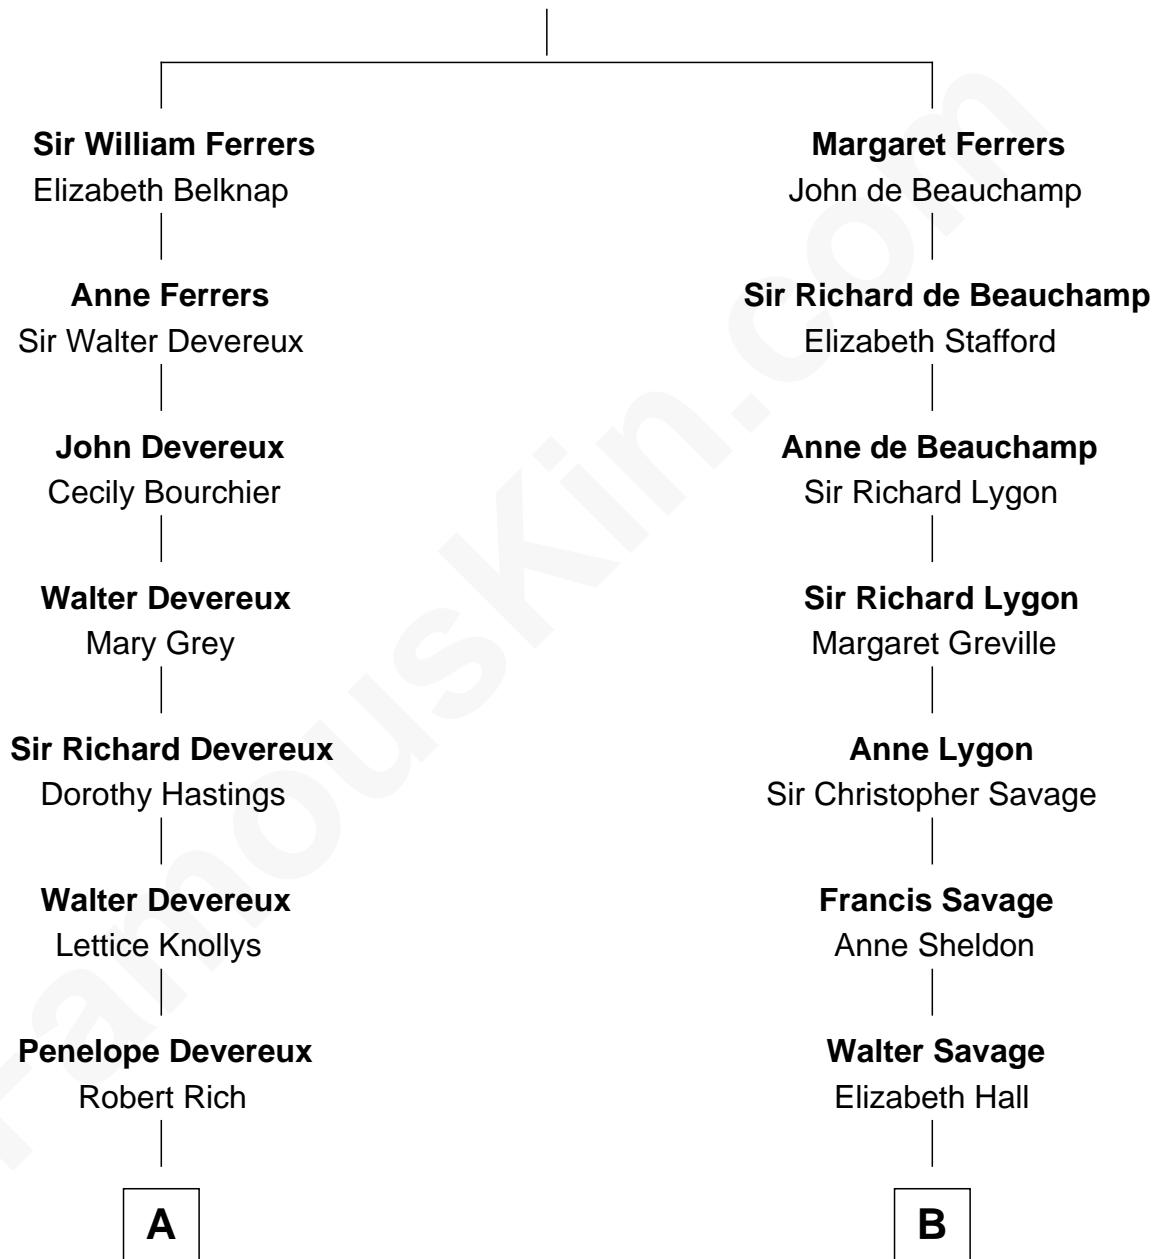 Sir William Ferrers
Elizabeth Belknap
Anne Ferrers
Sir Walter Devereux
John Devereux
Cecily Bourchier
Walter Devereux
Mary Grey
Sir Richard Devereux
Dorothy Hastings
Walter Devereux
Lettice Knollys
Penelope Devereux
Robert Rich
A
Margaret Ferrers
John de Beauchamp
Sir Richard de Beauchamp
Elizabeth Stafford
Anne de Beauchamp
Sir Richard Lygon
Sir Richard Lygon
Margaret Greville
Anne Lygon
Sir Christopher Savage
Francis Savage
Anne Sheldon
Walter Savage
Elizabeth Hall
B
FamousKin.com